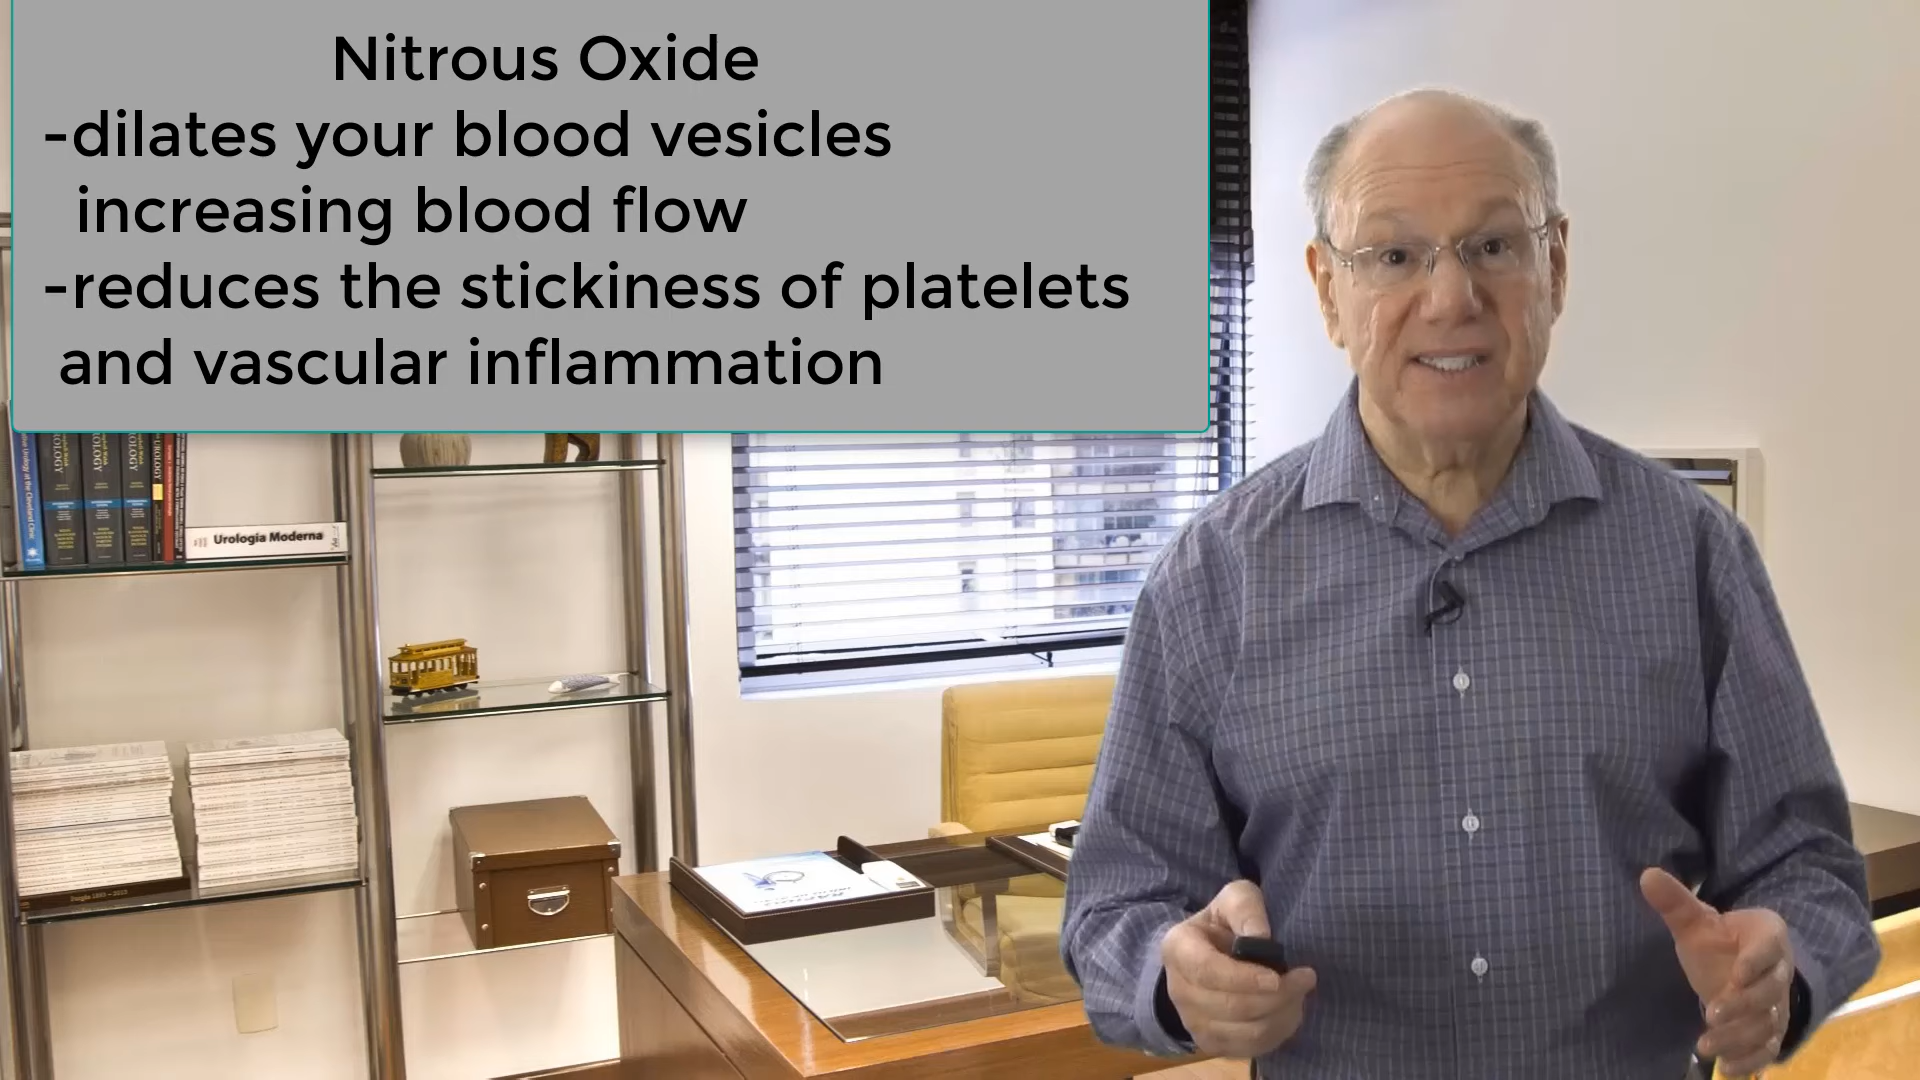 Nitrous Oxide
-dilates your blood vesicles
increasing blood flow
-reduces the stickiness of platelets
and vascular inflammation
Urologia Moderna